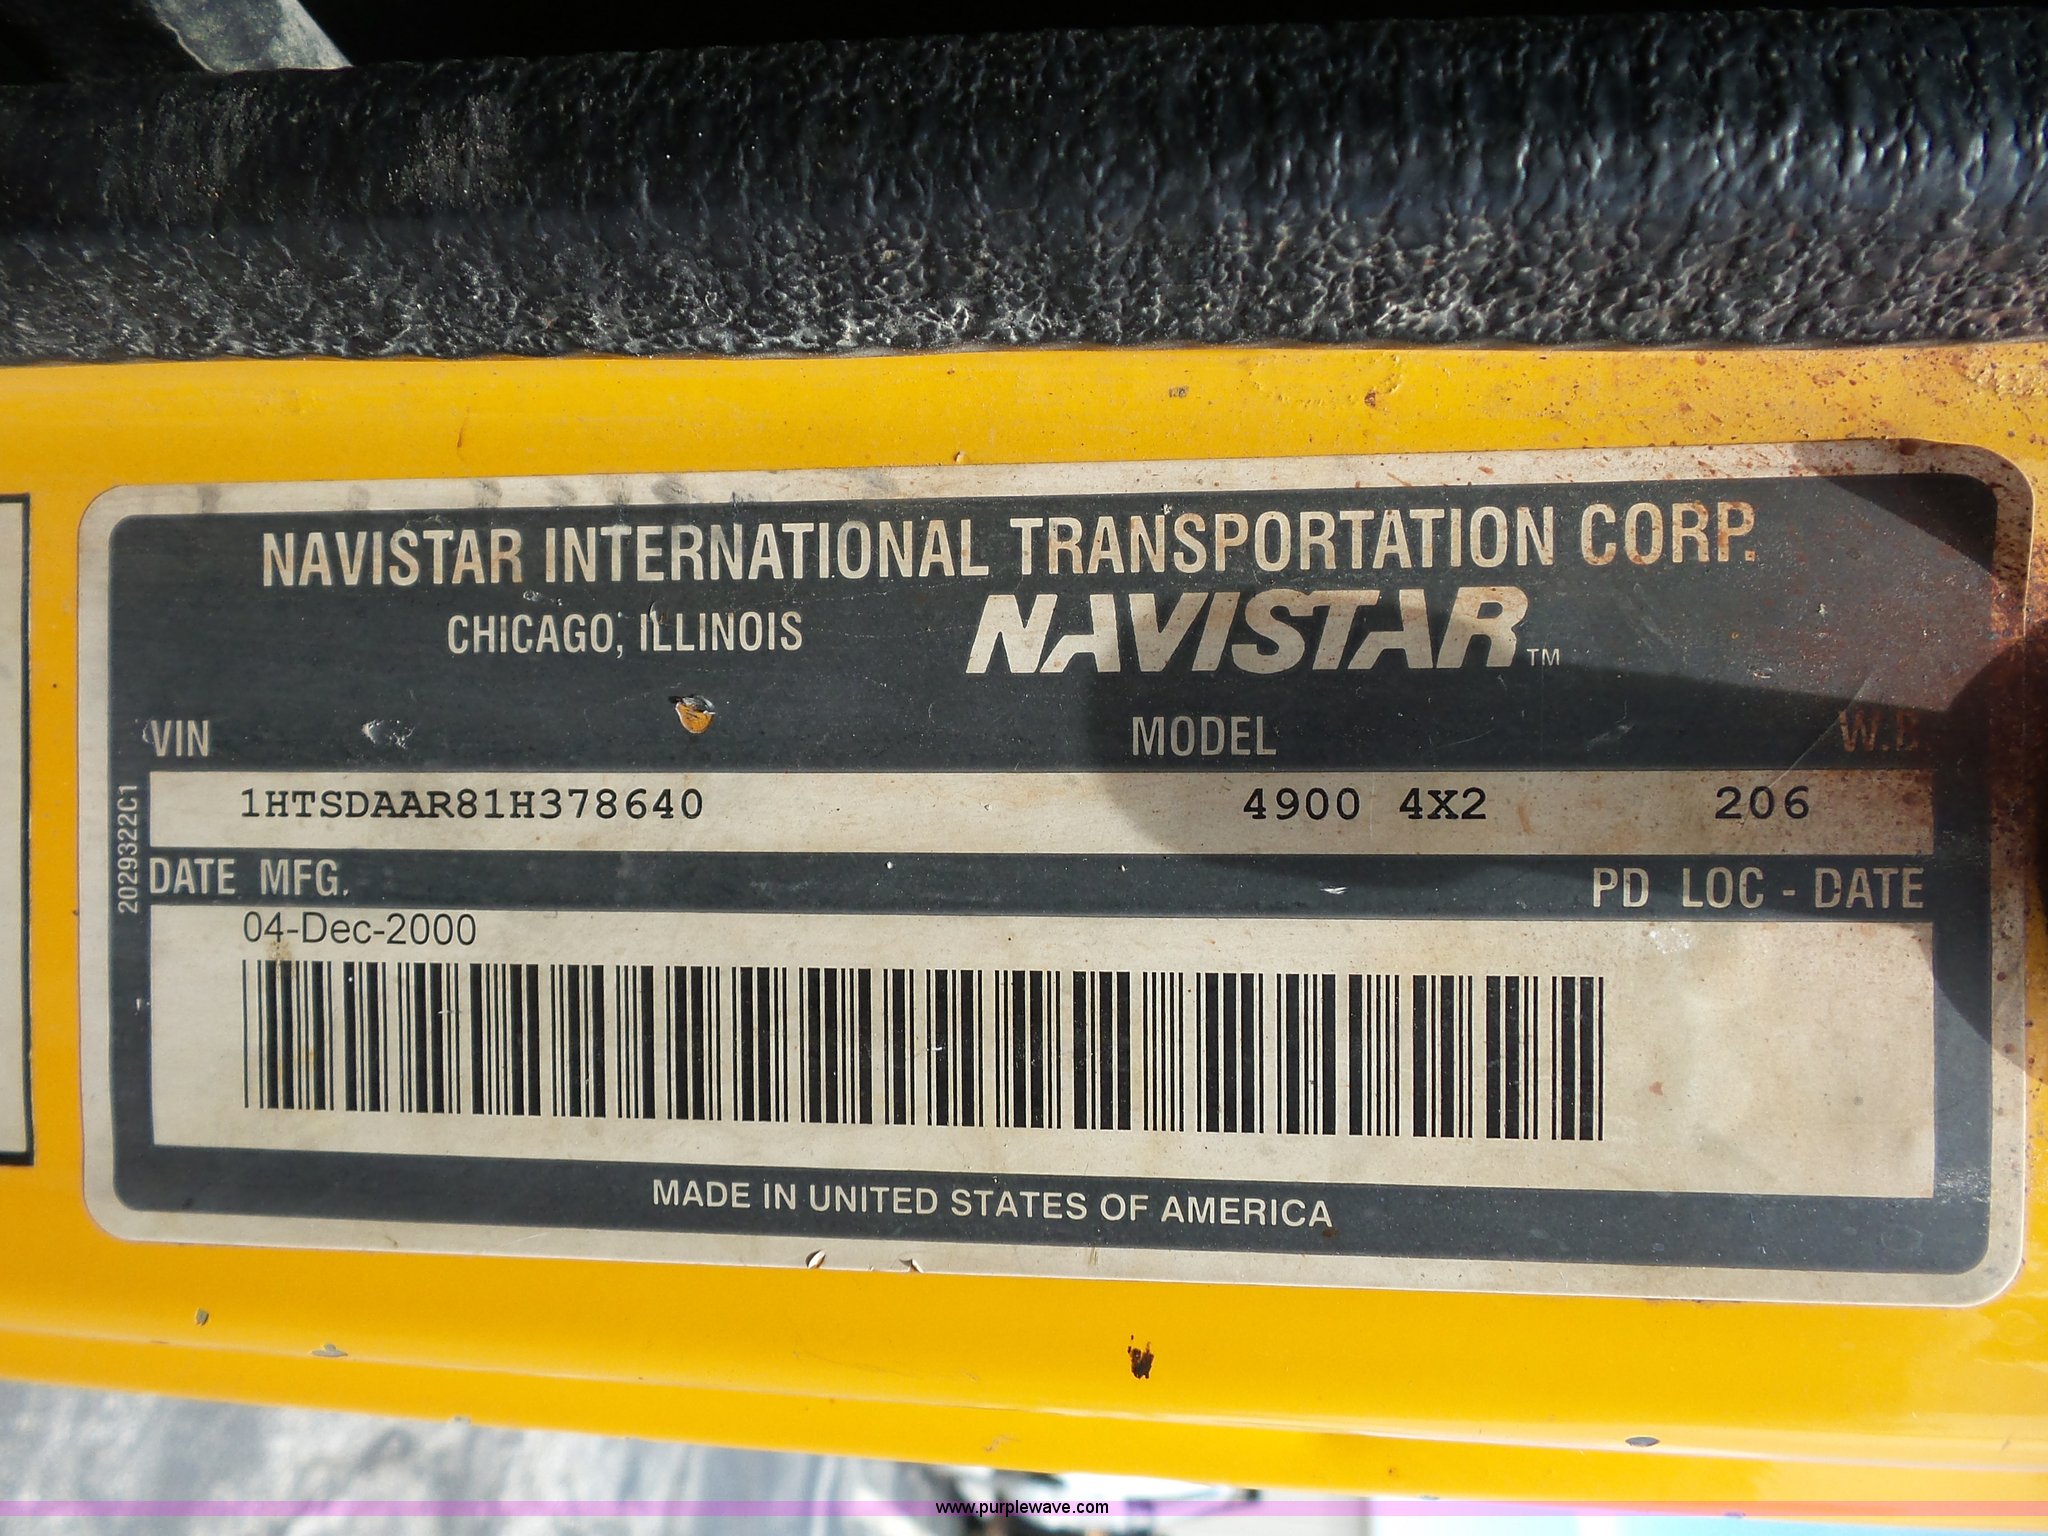 NAVISTAR INTERNATIONAL TRANSPORTATION CORP.
CHICAGO, ILLINOIS NAVISTAR™
VIN MODEL W.B
1HTSDAAR81H378640 4900 4X2 206
DATE MFG. PD LOC - DATE
04-Dec-2000
MADE IN UNITED STATES OF AMERICA
2029322C1
www.purplewave.com